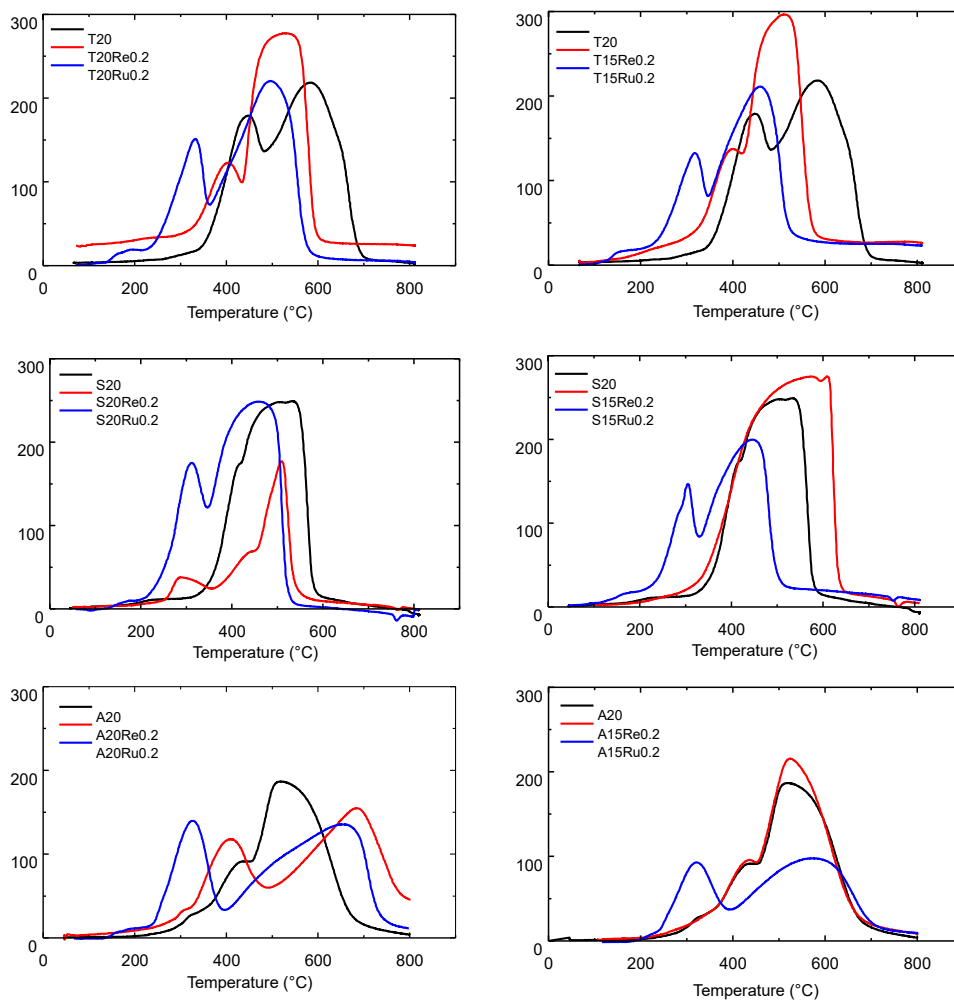 T20
T20Re0.2
T20Ru0.2
300
200
100
0
0 200 400 600 800
Temperature (°C)
T20
T15Re0.2
T15Ru0.2
300
200
100
0
0 200 400 600 800
Temperature (°C)
S20
S20Re0.2
S20Ru0.2
300
200
100
0
0 200 400 600 800
Temperature (°C)
S20
S15Re0.2
S15Ru0.2
300
200
100
0
0 200 400 600 800
Temperature (°C)
A20
A20Re0.2
A20Ru0.2
300
200
100
0
0 200 400 600 800
Temperature (°C)
A20
A15Re0.2
A15Ru0.2
300
200
100
0
0 200 400 600 800
Temperature (°C)